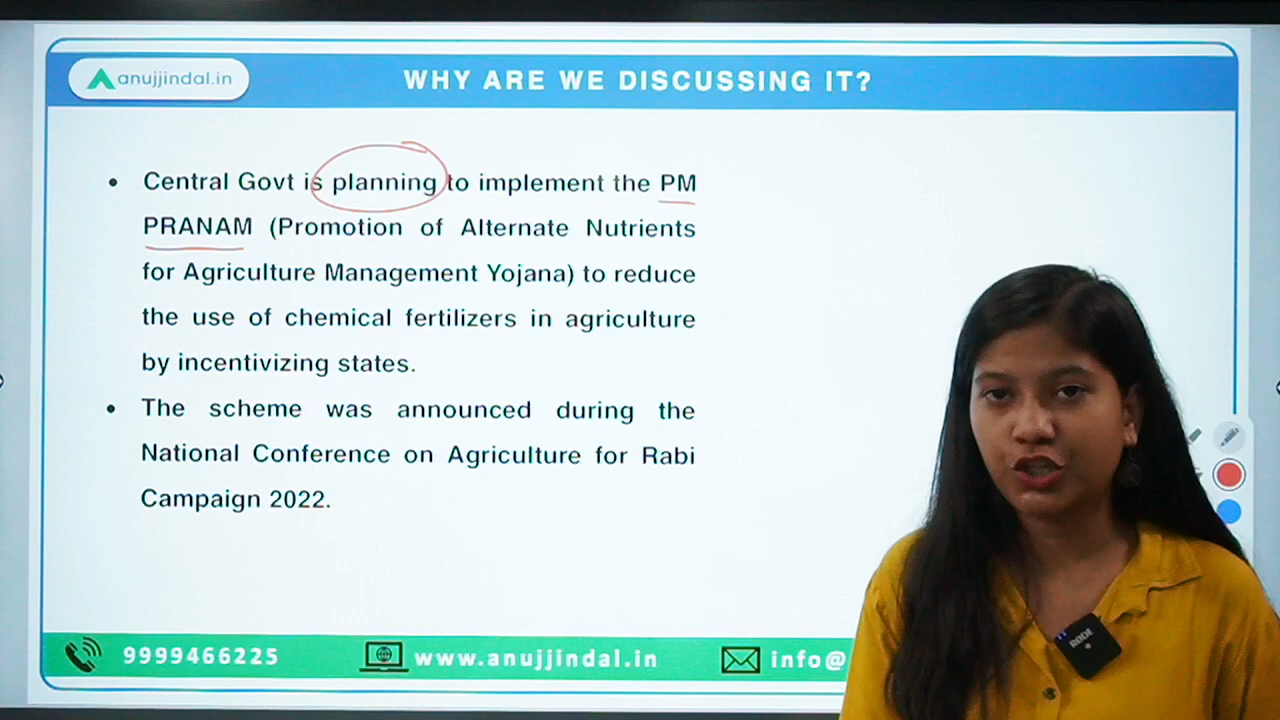 anujjindal.in
WHY ARE WE DISCUSSING IT?
• Central Govt is planning to implement the PM
PRANAM (Promotion of Alternate Nutrients
for Agriculture Management Yojana) to reduce
the use of chemical fertilizers in agriculture
by incentivizing states.
• The scheme was announced during the
National Conference on Agriculture for Rabi
Campaign 2022.
9999466225
www.anujjindal.in
info@
RODE